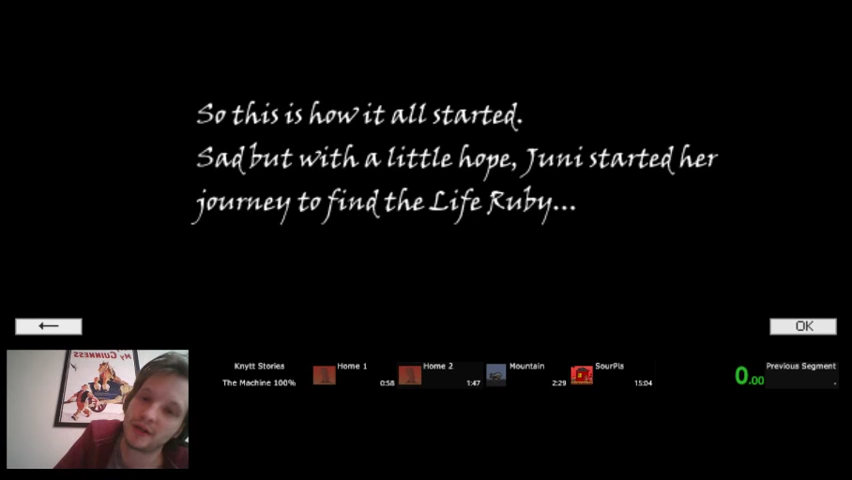 So this is how it all started.
Sad but with a little hope, Juni started her
journey to find the Life Ruby...
←
OK
My GUINNESS
Knytt Stories
The Machine 100%
Home 1
0:58
Home 2
1:47
Mountain
2:29
SourPla
15:04
0.00
Previous Segment
.